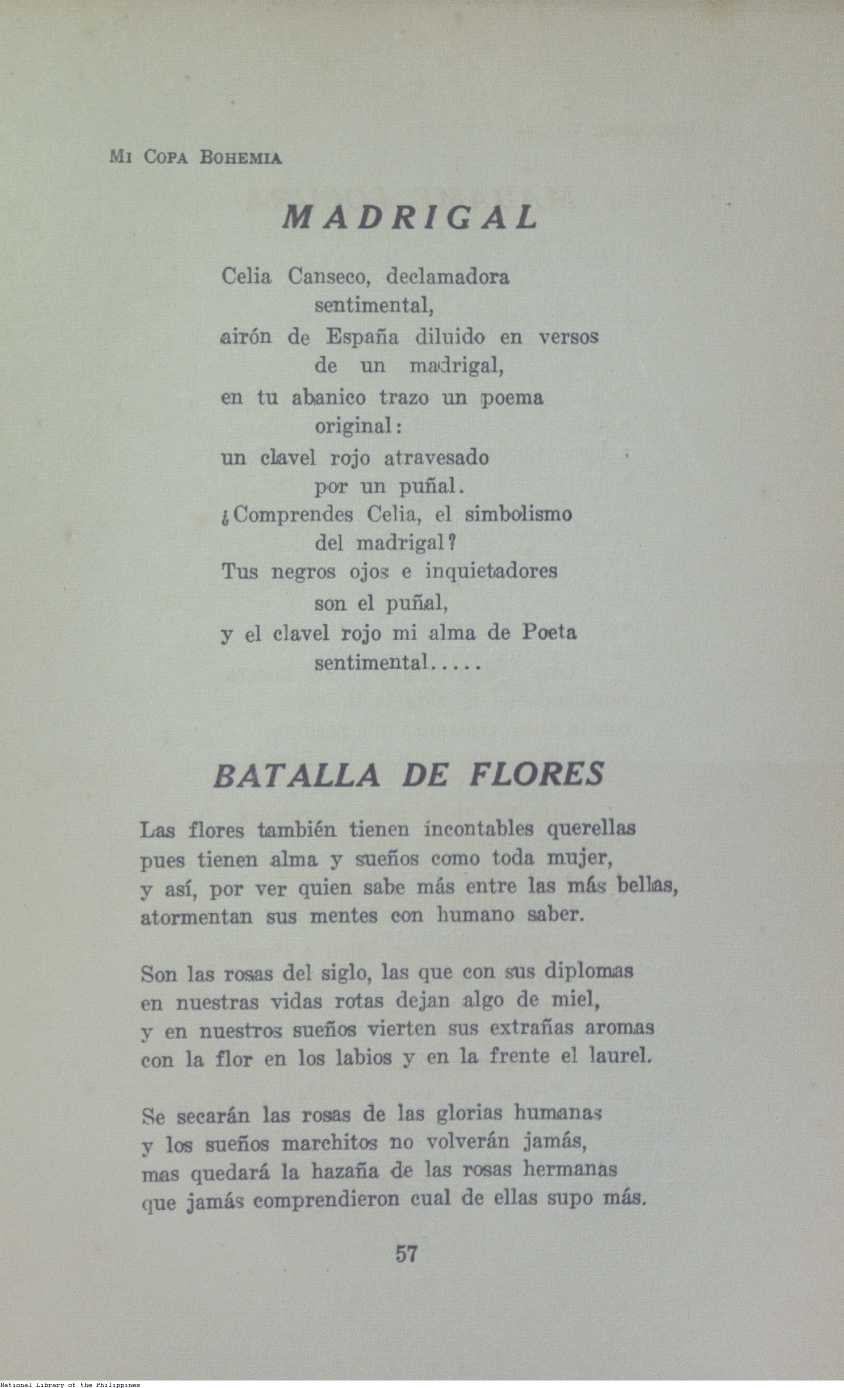 Mi Copa Bohemia
MADRIGAL
Celia Canseco, declamadora
sentimental,
airón de España diluido en versos
de un madrigal,
en tu abanico trazo un poema
original:
un clavel rojo atravesado
por un puñal.
¿Comprendes Celia, el simbolismo
del madrigal?
Tus negros ojos e inquietadores
son el puñal,
y el clavel rojo mi alma de Poeta
sentimental.....
BATALLA DE FLORES
Las flores también tienen incontables querellas
pues tienen alma y sueños como toda mujer,
y así, por ver quien sabe más entre las más bellas,
atormentan sus mentes con humano saber.
Son las rosas del siglo, las que con sus diplomas
en nuestras vidas rotas dejan algo de miel,
y en nuestros sueños vierten sus extrañas aromas
con la flor en los labios y en la frente el laurel.
Se secarán las rosas de las glorias humanas
y los sueños marchitos no volverán jamás,
mas quedará la hazaña de las rosas hermanas
que jamás comprendieron cual de ellas supo más.
57
National Library of the Philippines